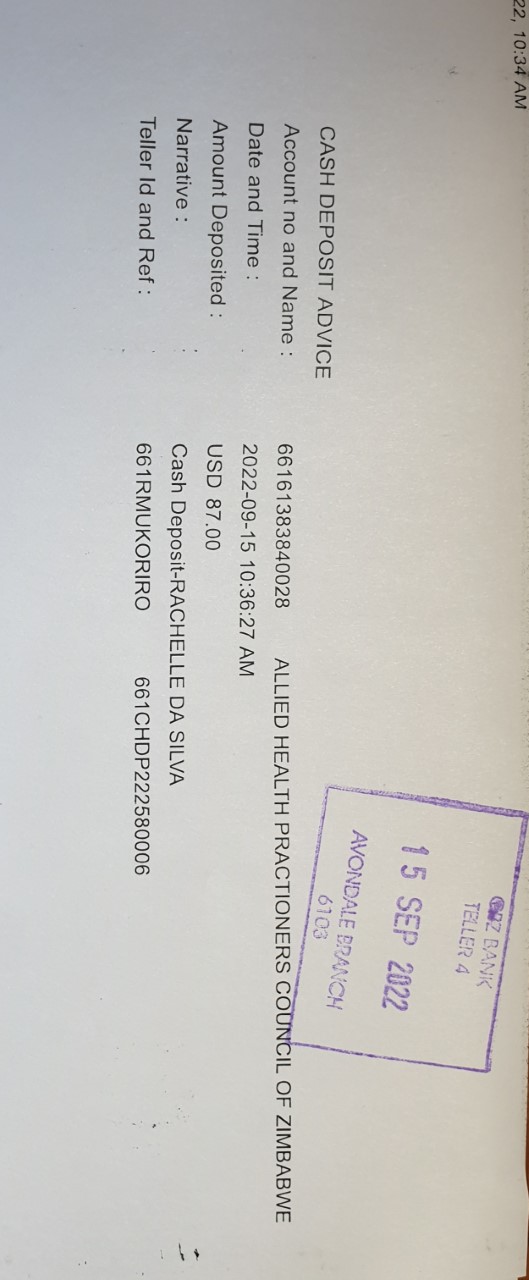 22, 10:34 AM
BANK
TELLER 4
15 SEP 2022
AVONDALE BRANCH
6103
CASH DEPOSIT ADVICE
Account no and Name : 66161383840028 ALLIED HEALTH PRACTIONERS COUNCIL OF ZIMBABWE
Date and Time : 2022-09-15 10:36:27 AM
Amount Deposited : USD 87.00
Narrative : Cash Deposit-RACHELLE DA SILVA
Teller Id and Ref : 661RMUKORIRO 661CHDP222580006